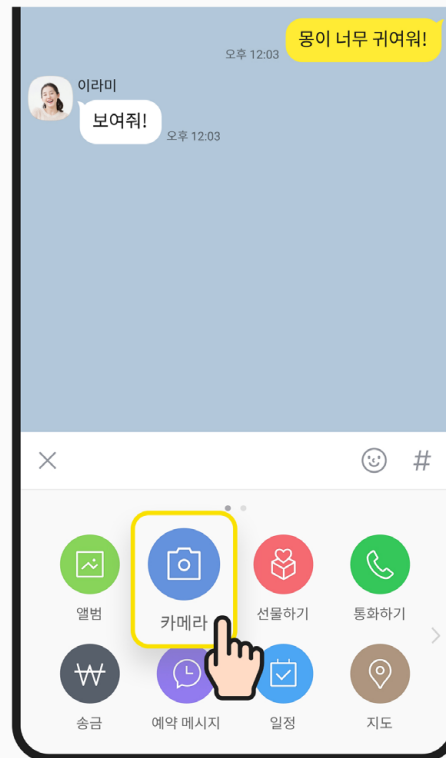 몽이 너무 귀여워!
오후 12:03
이라미
보여줘!
오후 12:03
#
앨범
카메라
선물하기
통화하기
송금
예약 메시지
일정
지도